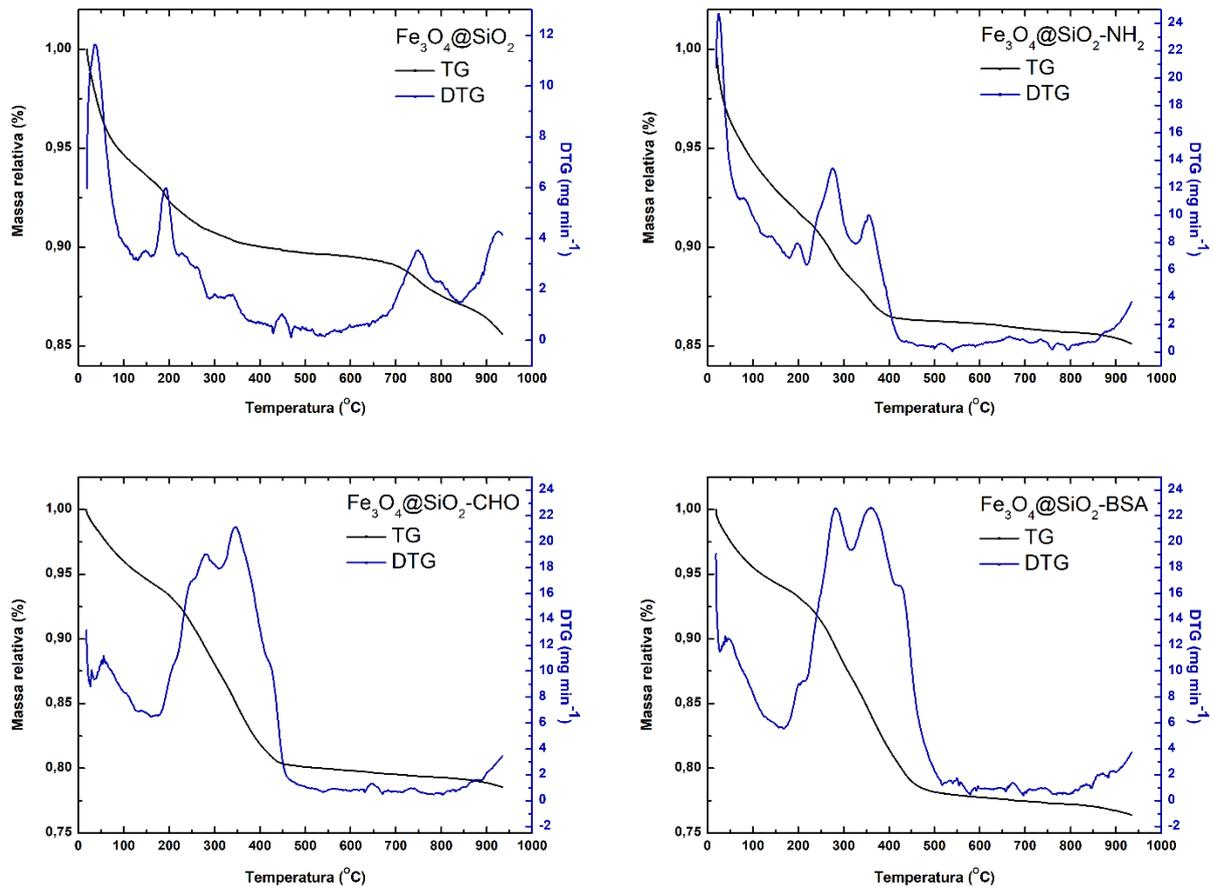 Fe₃O₄@SiO₂
TG
DTG
Massa relativa (%)
1,00
0,95
0,90
0,85
DTG (mg min⁻¹)
12
10
8
6
4
2
0
0 100 200 300 400 500 600 700 800 900 1000
Temperatura (°C)
Fe₃O₄@SiO₂-NH₂
TG
DTG
Massa relativa (%)
1,00
0,95
0,90
0,85
DTG (mg min⁻¹)
24
22
20
18
16
14
12
10
8
6
4
2
0
0 100 200 300 400 500 600 700 800 900 1000
Temperatura (°C)
Fe₃O₄@SiO₂-CHO
TG
DTG
Massa relativa (%)
1,00
0,95
0,90
0,85
0,80
0,75
DTG (mg min⁻¹)
24
22
20
18
16
14
12
10
8
6
4
2
0
-2
0 100 200 300 400 500 600 700 800 900 1000
Temperatura (°C)
Fe₃O₄@SiO₂-BSA
TG
DTG
Massa relativa (%)
1,00
0,95
0,90
0,85
0,80
0,75
DTG (mg min⁻¹)
24
22
20
18
16
14
12
10
8
6
4
2
0
-2
0 100 200 300 400 500 600 700 800 900 1000
Temperatura (°C)